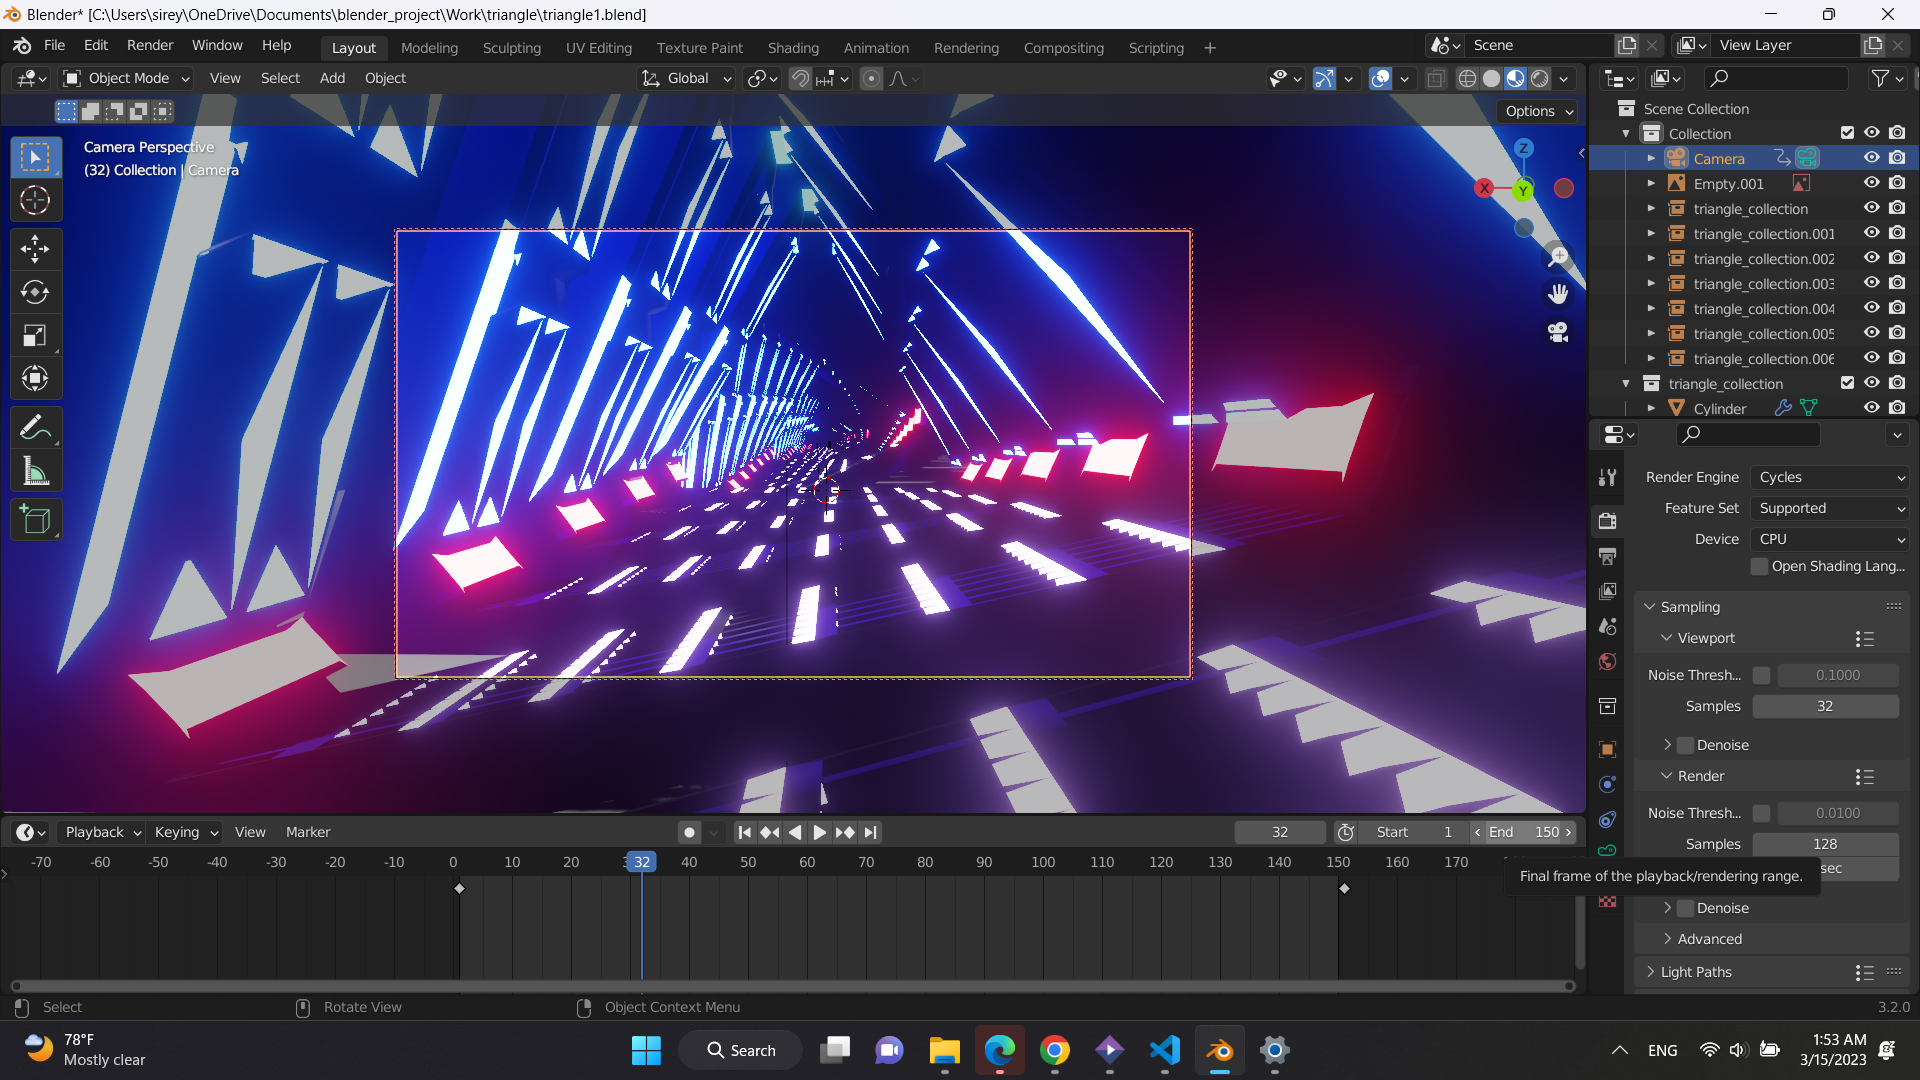 Blender* [C:\Users\sirey\OneDrive\Documents\blender_project\Work\triangle\triangle1.blend]
File Edit Render Window Help
Layout Modeling Sculpting UV Editing Texture Paint Shading Animation Rendering Compositing Scripting +
Scene
View Layer
Object Mode View Select Add Object
Global
Options
Camera Perspective
(32) Collection | Camera
Z
X
Y
Scene Collection
Collection
Camera
Empty.001
triangle_collection
triangle_collection.001
triangle_collection.002
triangle_collection.003
triangle_collection.004
triangle_collection.005
triangle_collection.006
triangle_collection
Cylinder
Render Engine Cycles
Feature Set Supported
Device CPU
Open Shading Lang...
Sampling
Viewport
Noise Thresh... 0.1000
Samples 32
Denoise
Render
Noise Thresh... 0.0100
Samples 128
sec
Final frame of the playback/rendering range.
Denoise
Advanced
Light Paths
Playback Keying View Marker
32
Start 1
End 150
-70 -60 -50 -40 -30 -20 -10 0 10 20 32 40 50 60 70 80 90 100 110 120 130 140 150 160 170
Select
Rotate View
Object Context Menu
3.2.0
78°F
Mostly clear
Search
ENG
1:53 AM
3/15/2023